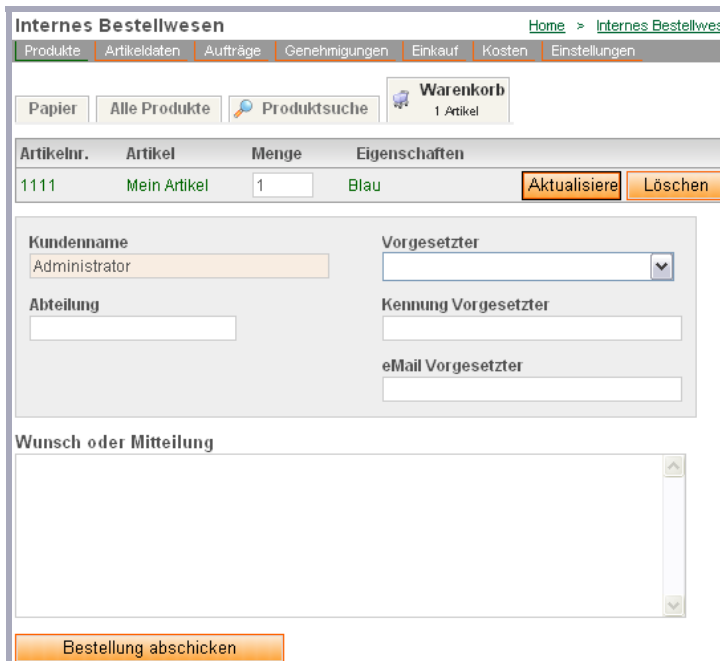 Internes Bestellwesen
Home > Internes Bestellwes
Produkte Artikeldaten Aufträge Genehmigungen Einkauf Kosten Einstellungen
Papier Alle Produkte Produktsuche Warenkorb
1 Artikel
Artikelnr. Artikel Menge Eigenschaften
1111 Mein Artikel 1 Blau Aktualisiere Löschen
Kundenname Vorgesetzter
Administrator
Abteilung Kennung Vorgesetzter
eMail Vorgesetzter
Wunsch oder Mitteilung
Bestellung abschicken